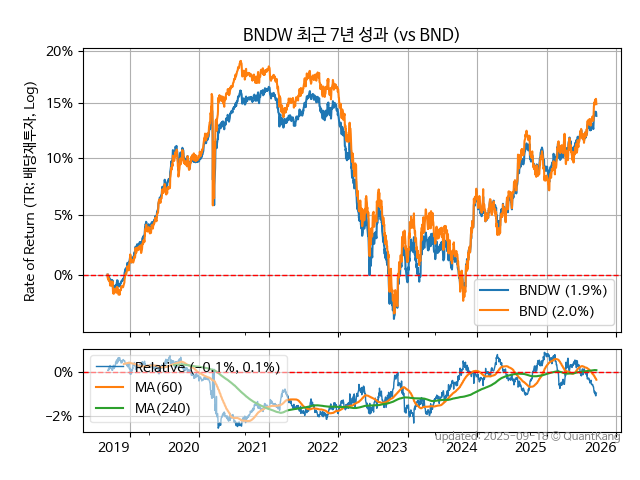 BNDW 최근 7년 성과 (vs BND)
20%
15%
10%
5%
0%
Rate of Return (TR: 배당재투자, Log)
BNDW (1.9%)
BND (2.0%)
0%
−2%
Relative (−0.1%, 0.1%)
MA(60)
MA(240)
updated: 2025-09-18 © QuantKang
2019
2020
2021
2022
2023
2024
2025
2026